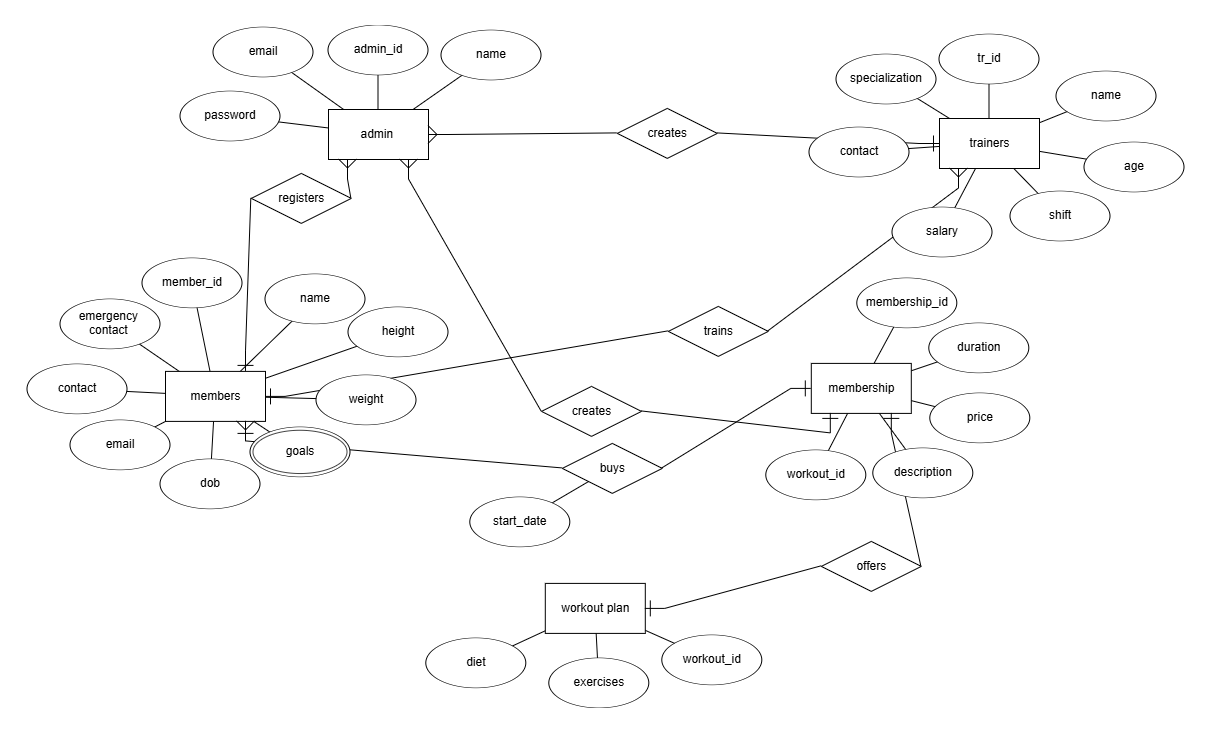 email
admin_id
name
password
admin
creates
specialization
tr_id
name
contact
trainers
age
shift
salary
registers
member_id
name
emergency
contact
height
contact
members
weight
email
dob
goals
trains
membership_id
duration
membership
price
creates
workout_id
description
buys
start_date
offers
workout plan
diet
exercises
workout_id